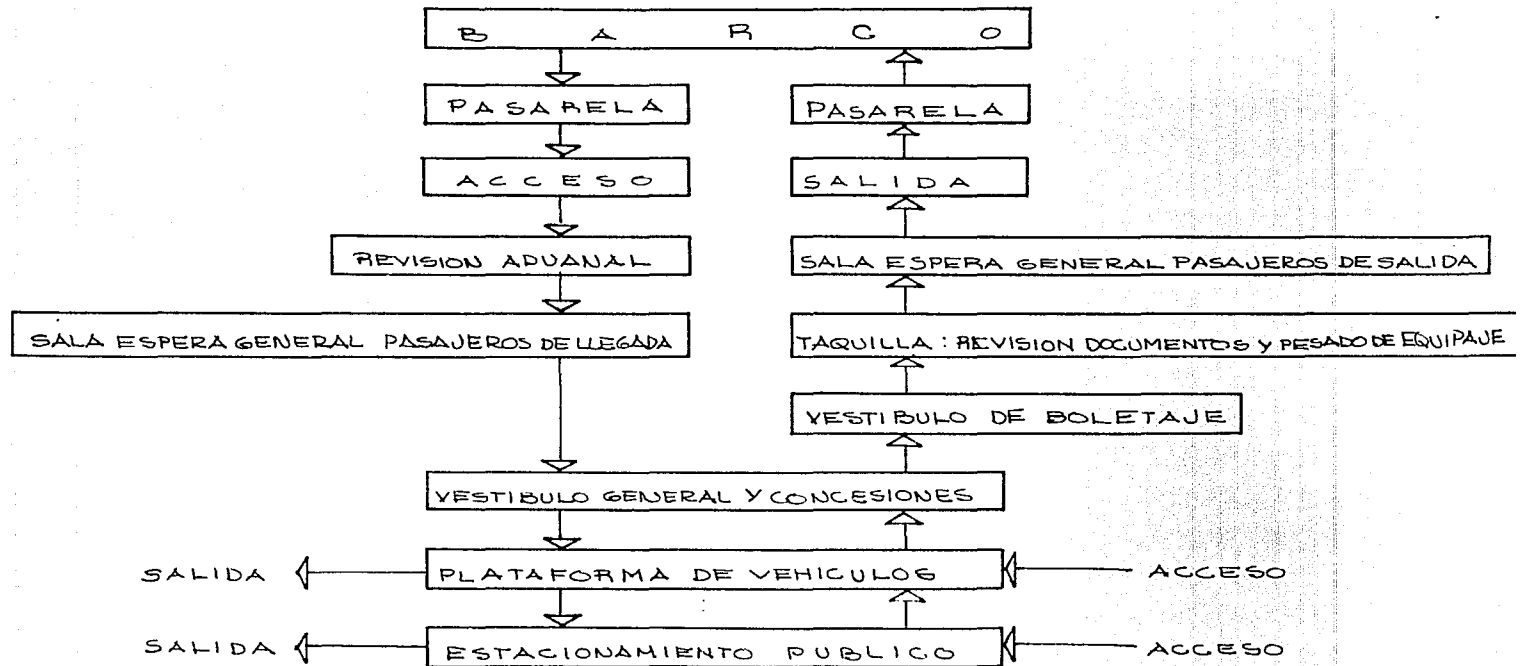 BARCO
PASARELA
PASARELA
ACCESO
SALIDA
REVISION ADUANAL
SALA ESPERA GENERAL PASAJEROS DE SALIDA
SALA ESPERA GENERAL PASAJEROS DE LLEGADA
TAQUILLA : REVISION DOCUMENTOS Y PESADO DE EQUIPAJE
VESTIBULO DE BOLETAJE
VESTIBULO GENERAL Y CONCESIONES
SALIDA
PLATAFORMA DE VEHICULOS
ACCESO
SALIDA
ESTACIONAMIENTO PUBLICO
ACCESO